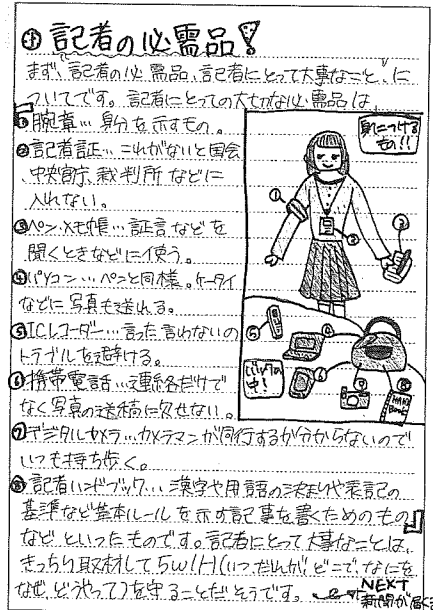 記者の必需品!
まず、「記者の必需品、記者にとって大事なこと」に
ついてです。記者にとっての大切な必需品は、
『①腕章…身分を示すもの。
②記者証…これがないと国会
、中央官庁、裁判所などに
入れない。
③ペン・メモ帳…証言などを
聞くときなどに使う。
④パソコン…ペンと同様。ケータイ
などに写真も送れる。
⑤ICレコーダー…言った言わないの
トラブルを避ける。
⑥携帯電話…連絡だけで
なく写真の送稿に欠せない。
⑦デジタルカメラ…カメラマンが同行するか分からないので
いつも持ち歩く。
⑧記者ハンドブック…漢字や用語の決まりや表記の
基準など基本ルールを示す記事を書くためのもの』
など といったものです。記者にとって大事なことは、
きっちり取材して、5W1H(いつ、だれが、どこで、なにを
なぜ、どうやって)を守ることだそうです。
NEXT
新聞が届く
身につける
もの!!
①
②
③
バッグの
中!
⑤
④
⑥
⑦
⑧
HAND
Book